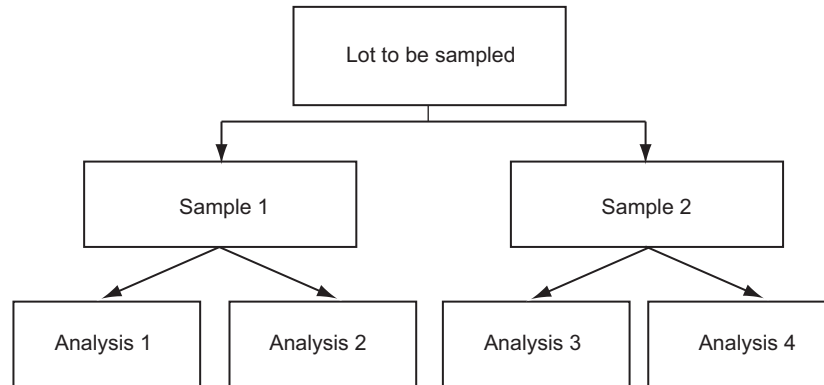 Lot to be sampled
Sample 1
Sample 2
Analysis 1
Analysis 2
Analysis 3
Analysis 4